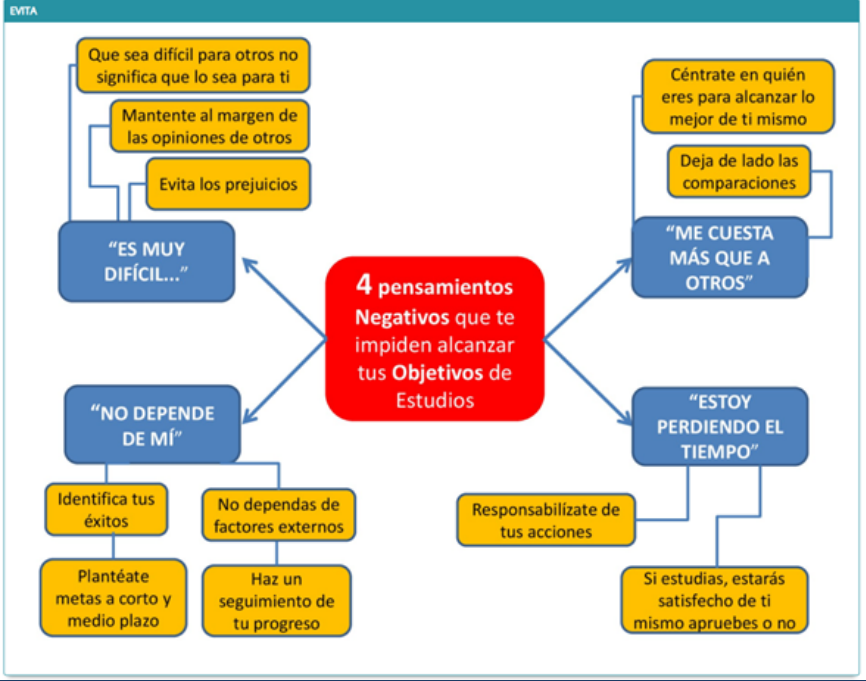 EVITA
Que sea difícil para otros no
significa que lo sea para ti
Mantente al margen de
las opiniones de otros
Evita los prejuicios
"ES MUY
DIFÍCIL..."
Céntrate en quién
eres para alcanzar lo
mejor de ti mismo
Deja de lado las
comparaciones
"ME CUESTA
MÁS QUE A
OTROS"
4 pensamientos
Negativos que te
impiden alcanzar
tus Objetivos de
Estudios
"NO DEPENDE
DE MÍ"
Identifica tus
éxitos
No dependas de
factores externos
Plantéate
metas a corto y
medio plazo
Haz un
seguimiento de
tu progreso
"ESTOY
PERDIENDO EL
TIEMPO"
Responsabilízate de
tus acciones
Si estudias, estarás
satisfecho de ti
mismo apruebes o no